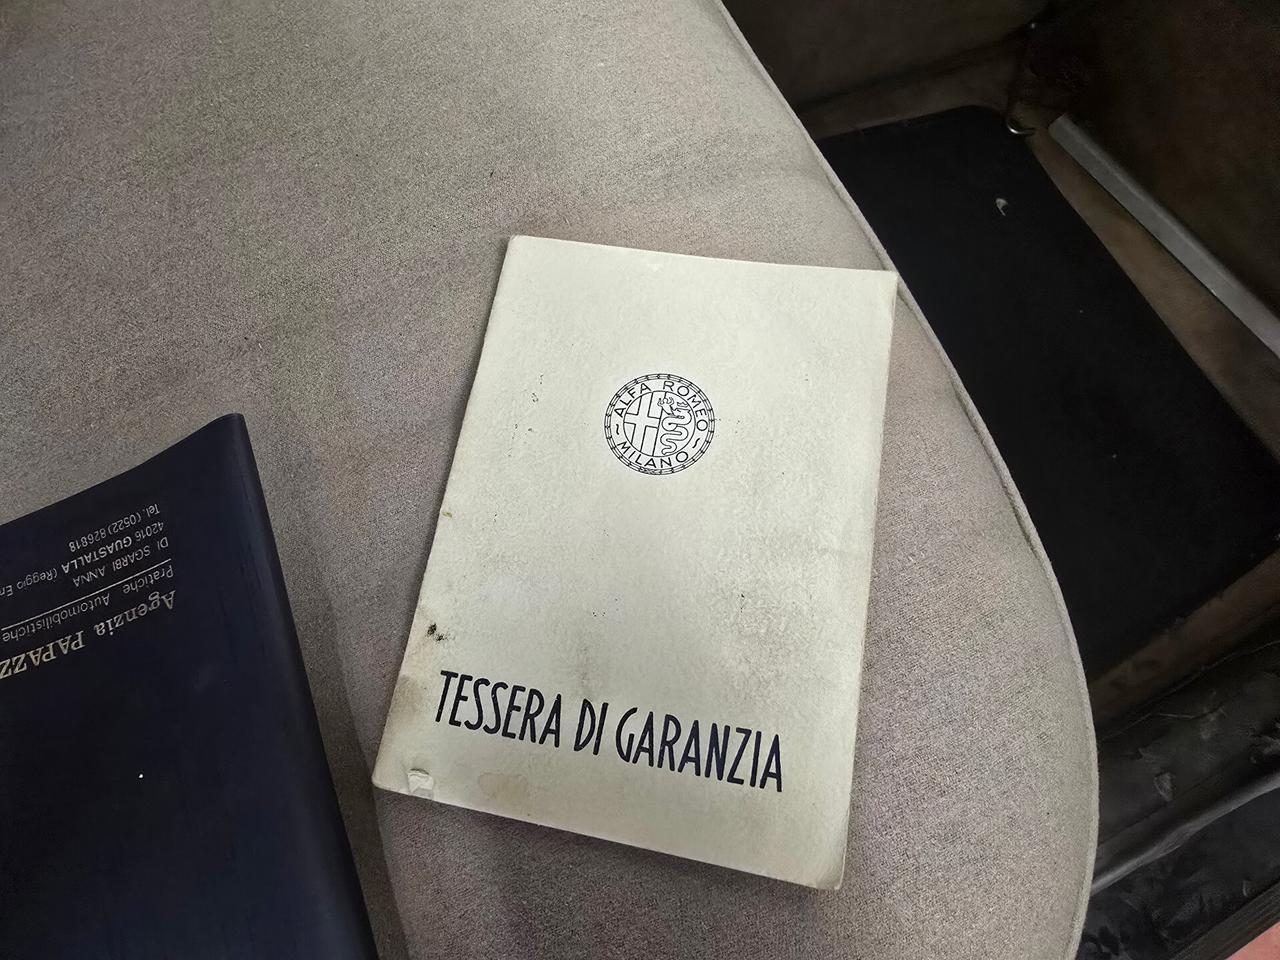 ALFA ROMEO
MILANO
TESSERA DI GARANZIA
Agenzia
Pratiche Automobilistiche
DI SGARBI ANNA
42016 GUASTALLA (Reggio
Tel. (0522) 826818